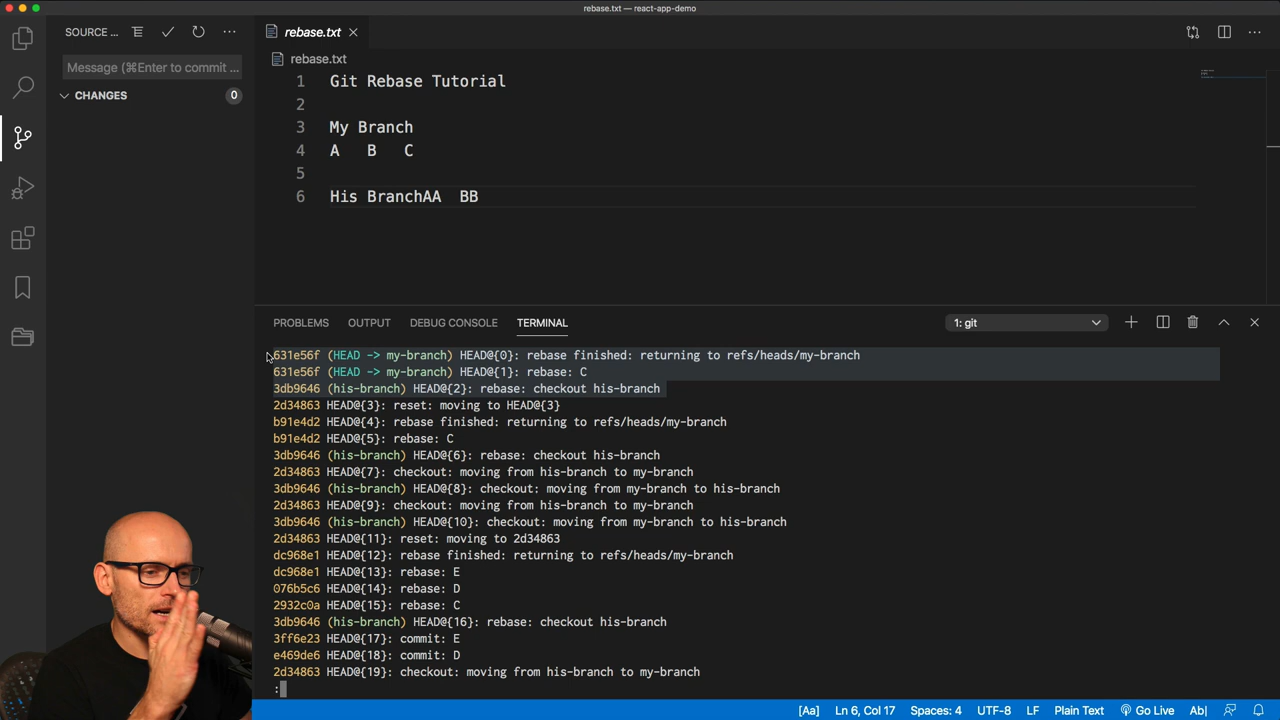 rebase.txt — react-app-demo
SOURCE ...
rebase.txt
rebase.txt
Message (⌘Enter to commit ...
CHANGES 0
1 Git Rebase Tutorial
2
3 My Branch
4 A B C
5
6 His BranchAA BB
PROBLEMS OUTPUT DEBUG CONSOLE TERMINAL 1: git
631e56f (HEAD -> my-branch) HEAD@{0}: rebase finished: returning to refs/heads/my-branch
631e56f (HEAD -> my-branch) HEAD@{1}: rebase: C
3db9646 (his-branch) HEAD@{2}: rebase: checkout his-branch
2d34863 HEAD@{3}: reset: moving to HEAD@{3}
b91e4d2 HEAD@{4}: rebase finished: returning to refs/heads/my-branch
b91e4d2 HEAD@{5}: rebase: C
3db9646 (his-branch) HEAD@{6}: rebase: checkout his-branch
2d34863 HEAD@{7}: checkout: moving from his-branch to my-branch
3db9646 (his-branch) HEAD@{8}: checkout: moving from my-branch to his-branch
2d34863 HEAD@{9}: checkout: moving from his-branch to my-branch
3db9646 (his-branch) HEAD@{10}: checkout: moving from my-branch to his-branch
2d34863 HEAD@{11}: reset: moving to 2d34863
dc968e1 HEAD@{12}: rebase finished: returning to refs/heads/my-branch
dc968e1 HEAD@{13}: rebase: E
076b5c6 HEAD@{14}: rebase: D
2932c0a HEAD@{15}: rebase: C
3db9646 (his-branch) HEAD@{16}: rebase: checkout his-branch
3ff6e23 HEAD@{17}: commit: E
e469de6 HEAD@{18}: commit: D
2d34863 HEAD@{19}: checkout: moving from his-branch to my-branch
:
[Aa] Ln 6, Col 17 Spaces: 4 UTF-8 LF Plain Text Go Live Ab|